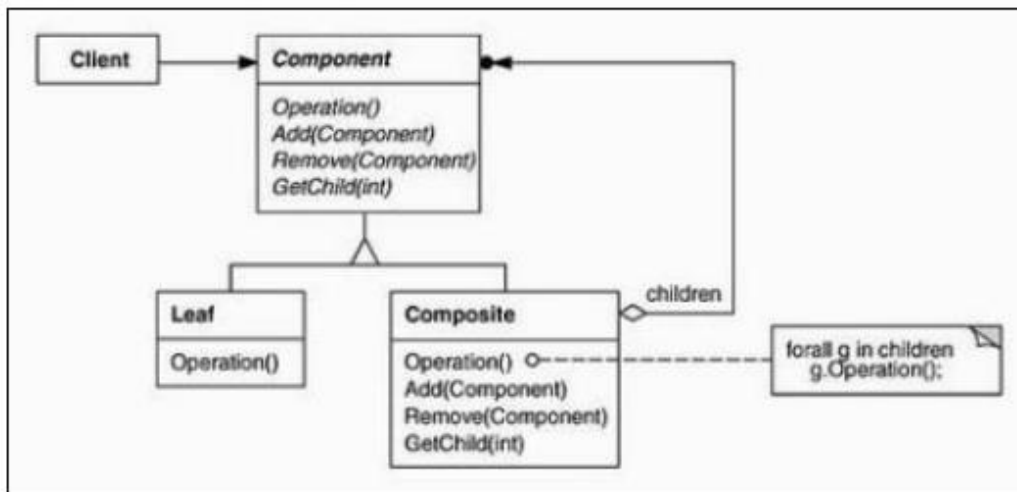 Client
Component
Operation()
Add(Component)
Remove(Component)
GetChild(int)
Leaf
Operation()
Composite
Operation()
Add(Component)
Remove(Component)
GetChild(int)
children
forall g in children
g.Operation();